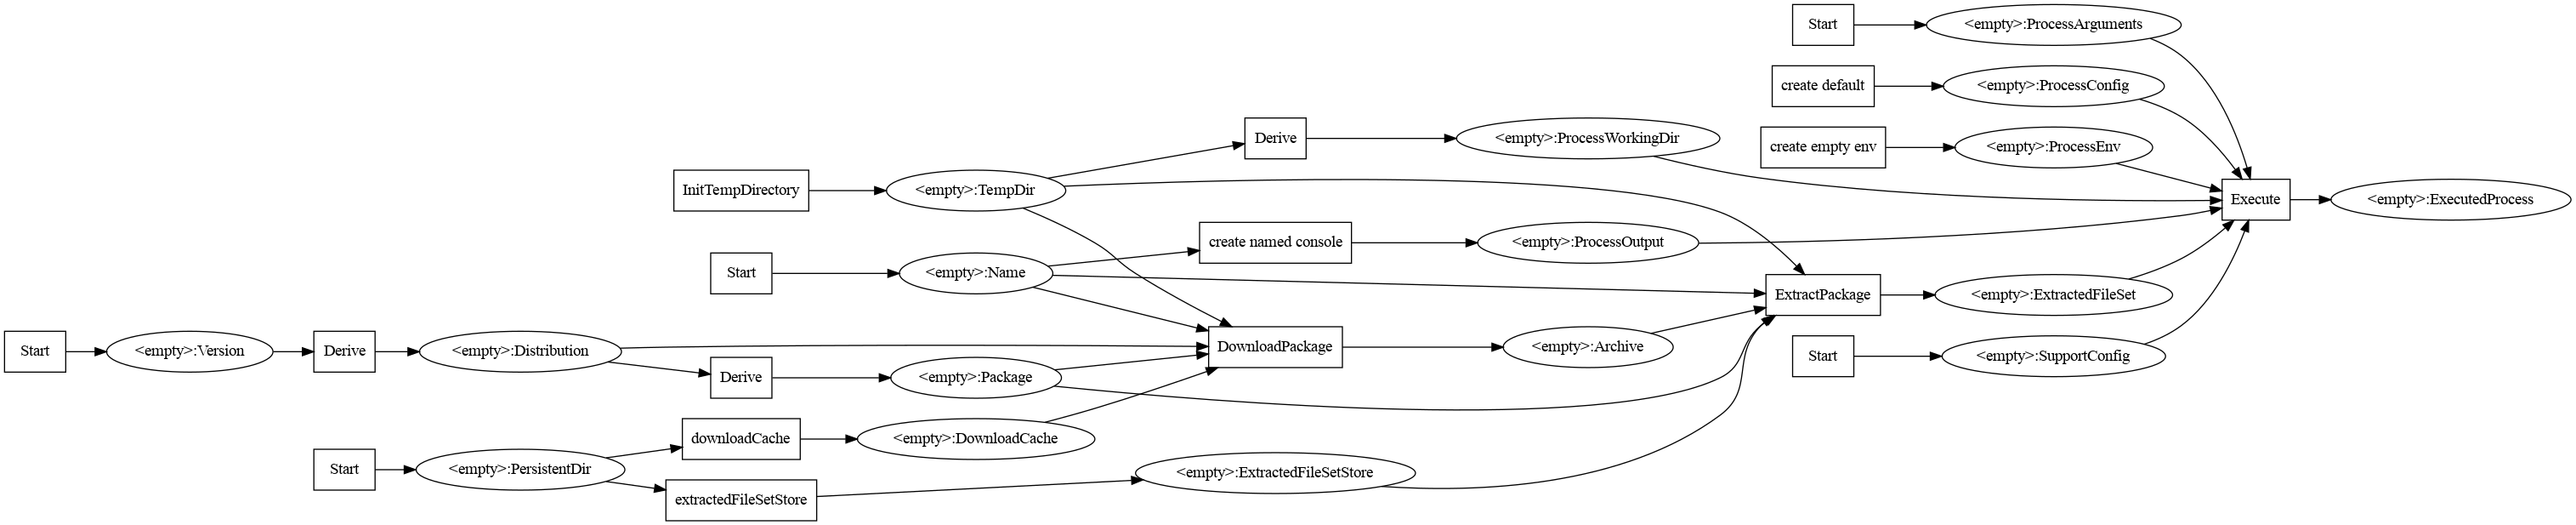 Start
<empty>:ProcessArguments
create default
<empty>:ProcessConfig
Derive
<empty>:ProcessWorkingDir
create empty env
<empty>:ProcessEnv
InitTempDirectory
<empty>:TempDir
Execute
<empty>:ExecutedProcess
create named console
<empty>:ProcessOutput
Start
<empty>:Name
ExtractPackage
<empty>:ExtractedFileSet
Start
<empty>:Version
Derive
<empty>:Distribution
DownloadPackage
<empty>:Archive
Start
<empty>:SupportConfig
Derive
<empty>:Package
downloadCache
<empty>:DownloadCache
Start
<empty>:PersistentDir
<empty>:ExtractedFileSetStore
extractedFileSetStore